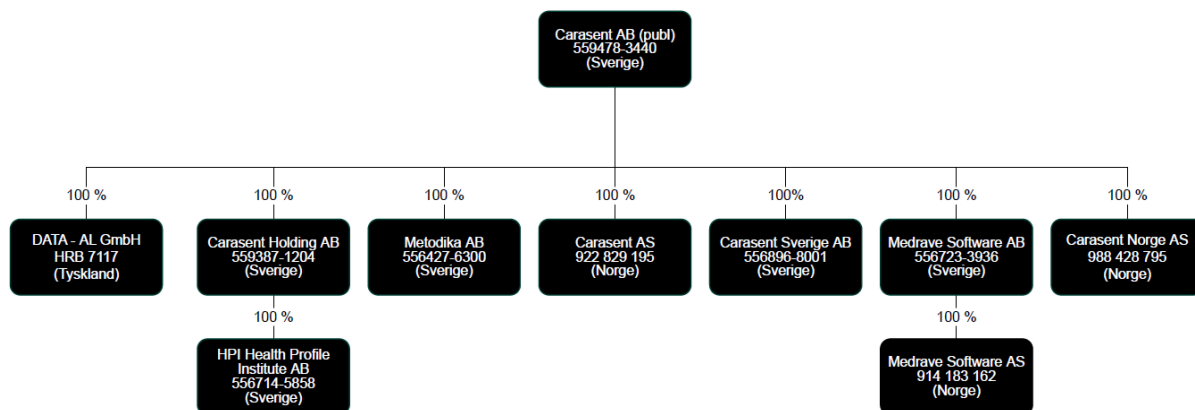 Carasent AB (publ)
559478-3440
(Sverige)
100 %
100 %
100 %
100 %
100%
100 %
100 %
DATA - AL GmbH
HRB 7117
(Tyskland)
Carasent Holding AB
559387-1204
(Sverige)
Metodika AB
556427-6300
(Sverige)
Carasent AS
922 829 195
(Norge)
Carasent Sverige AB
556896-8001
(Sverige)
Medrave Software AB
556723-3936
(Sverige)
Carasent Norge AS
988 428 795
(Norge)
100 %
100 %
HPI Health Profile
Institute AB
556714-5858
(Sverige)
Medrave Software AS
914 183 162
(Norge)